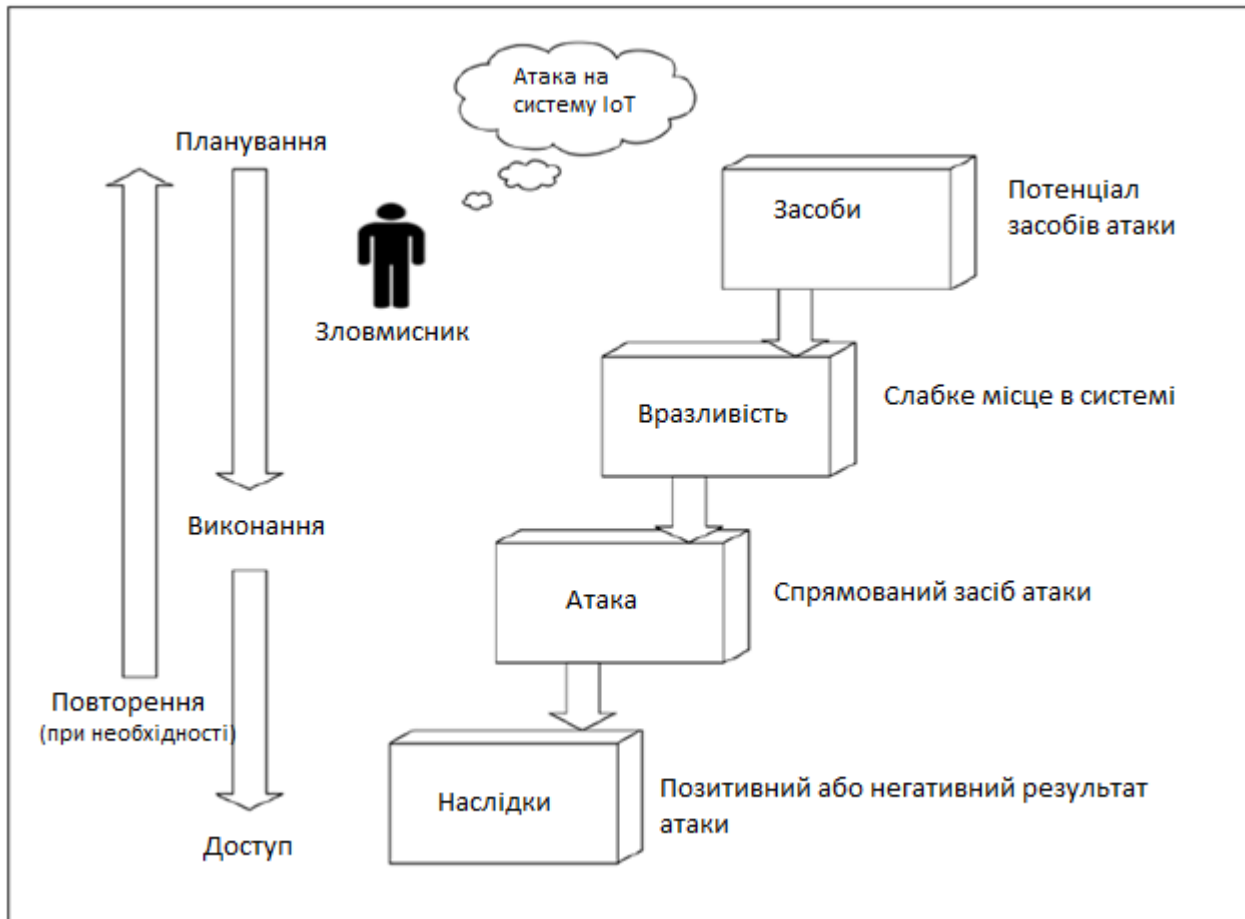 Атака на
систему IoT
Планування
Засоби
Потенціал
засобів атаки
Зловмисник
Вразливість
Слабке місце в системі
Виконання
Атака
Спрямований засіб атаки
Повторення
(при необхідності)
Наслідки
Позитивний або негативний результат
атаки
Доступ